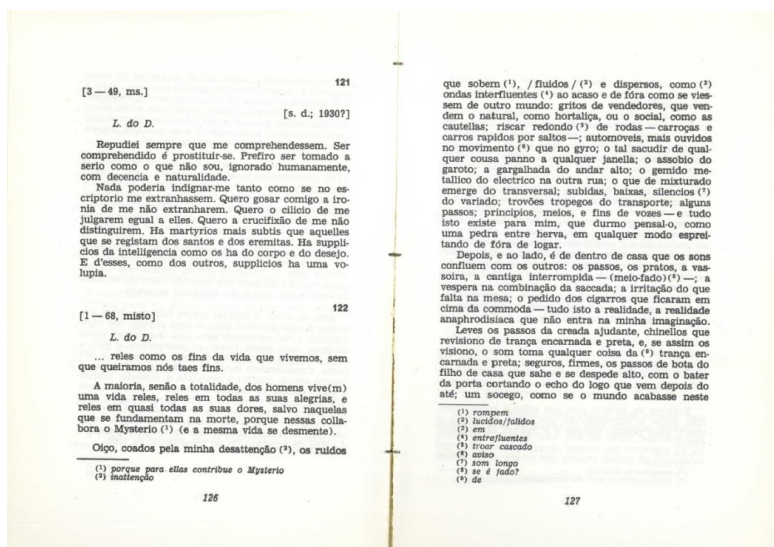 121
[3 — 49, ms.]
[s. d.; 1930?]
L. do D.
Repudiei sempre que me comprehendessem. Ser
comprehendido é prostituir-se. Prefiro ser tomado a
serio como o que não sou, ignorado humanamente,
com decencia e naturalidade.
Nada poderia indignar-me tanto como se no es-
criptorio me extranhassem. Quero gosar comigo a iro-
nia de me não extranharem. Quero o cilicio de me
julgarem egual a elles. Quero a crucifixão de me não
distinguirem. Ha martyrios mais subtis que aquelles
que se registam dos santos e dos eremitas. Ha suppli-
cios da intelligencia como os ha do corpo e do desejo.
E d'esses, como dos outros, supplicios ha uma vo-
lupia.
122
[1 — 68, misto]
L. do D.
... reles como os fins da vida que vivemos, sem
que queiramos nós taes fins.
A maioria, senão a totalidade, dos homens vive(m)
uma vida reles, reles em todas as suas alegrias, e
reles em quasi todas as suas dores, salvo naquelas
que se fundamentam na morte, porque nessas colla-
bora o Mysterio (¹) (e a mesma vida se desmente).
Oiço, coados pela minha desattenção (²), os ruidos
(¹) porque para ellas contribue o Mysterio
(²) inattenção
126
que sobem (¹), / fluidos / (²) e dispersos, como (³)
ondas interfluentes (⁴) ao acaso e de fóra como se vies-
sem de outro mundo: gritos de vendedores, que ven-
dem o natural, como hortaliça, ou o social, como as
cautellas; riscar redondo (⁵) de rodas — carroças e
carros rapidos por saltos —; automoveis, mais ouvidos
no movimento (⁶) que no gyro; o tal sacudir de qual-
quer cousa panno a qualquer janella; o assobio do
garoto; a gargalhada do andar alto; o gemido me-
tallico do electrico na outra rua; o que de mixturado
emerge do transversal; subidas, baixas, silencios (⁷)
do variado; trovões tropegos do transporte; alguns
passos; principios, meios, e fins de vozes — e tudo
isto existe para mim, que durmo pensal-o, como
uma pedra entre herva, em qualquer modo esprei-
tando de fóra de logar.
Depois, e ao lado, é de dentro de casa que os sons
confluem com os outros: os passos, os pratos, a vas-
soira, a cantiga interrompida — (meio-fado) (⁸) —; a
vespera na combinação da saccada; a irritação do que
falta na mesa; o pedido dos cigarros que ficaram em
cima da commoda — tudo isto a realidade, a realidade
anaphrodisiaca que não entra na minha imaginação.
Leves os passos da creada ajudante, chinellos que
revisiono de trança encarnada e preta, e, se assim os
visiono, o som toma qualquer coisa da (⁹) trança en-
carnada e preta; seguros, firmes, os passos de bota do
filho de casa que sahe e se despede alto, com o bater
da porta cortando o echo do logo que vem depois do
até; um socego, como se o mundo acabasse neste
(¹) rompem
(²) lucidos/falidos
(³) em
(⁴) entrefluentes
(⁵) troar cascado
(⁶) aviso
(⁷) som longo
(⁸) se é fado?
(⁹) de
127